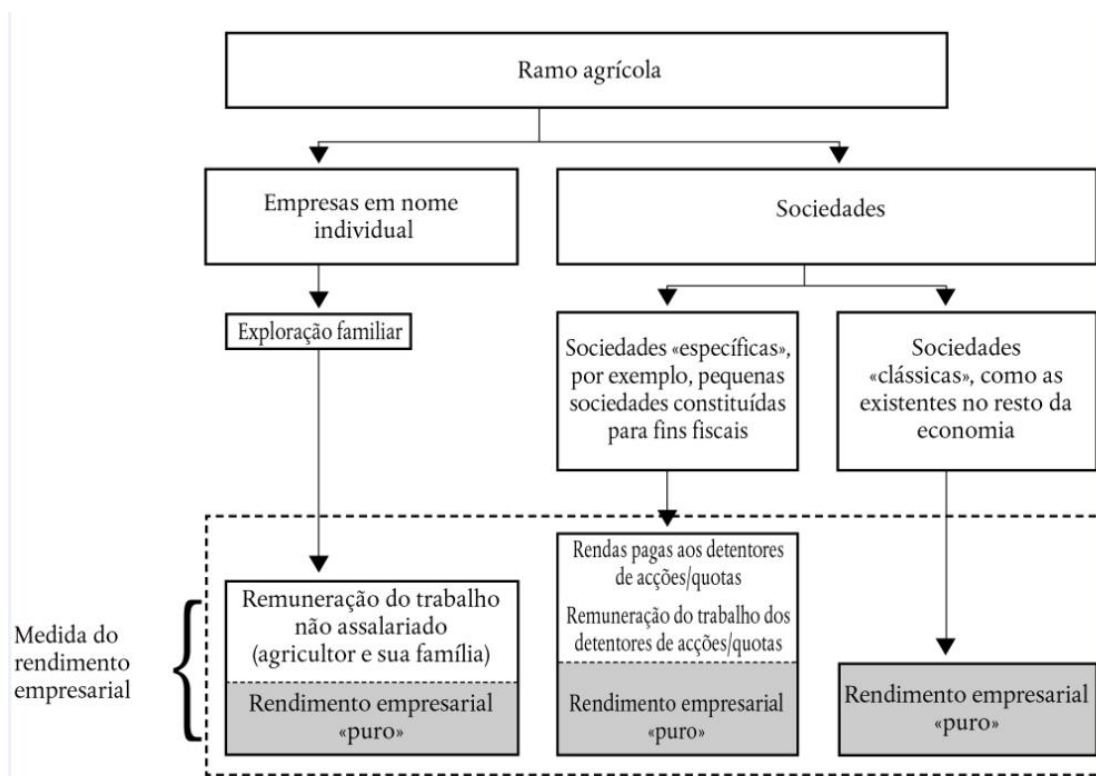 Ramo agrícola
Empresas em nome
individual
Sociedades
Exploração familiar
Sociedades «específicas»,
por exemplo, pequenas
sociedades constituídas
para fins fiscais
Sociedades
«clássicas», como as
existentes no resto da
economia
Medida do
rendimento
empresarial
Remuneração do trabalho
não assalariado
(agricultor e sua família)
Rendimento empresarial
«puro»
Rendas pagas aos detentores
de acções/quotas
Remuneração do trabalho dos
detentores de acções/quotas
Rendimento empresarial
«puro»
Rendimento empresarial
«puro»